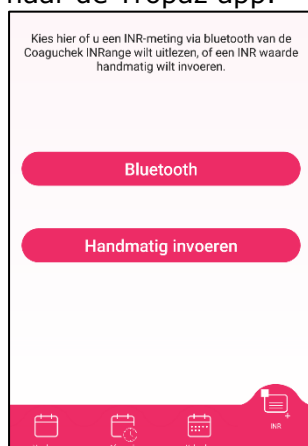 naar de Tropaz app.
Kies hier of u een INR-meting via bluetooth van de
Coaguchek INRange wilt uitlezen, of een INR waarde
handmatig wilt invoeren.
Bluetooth
Handmatig invoeren
INR